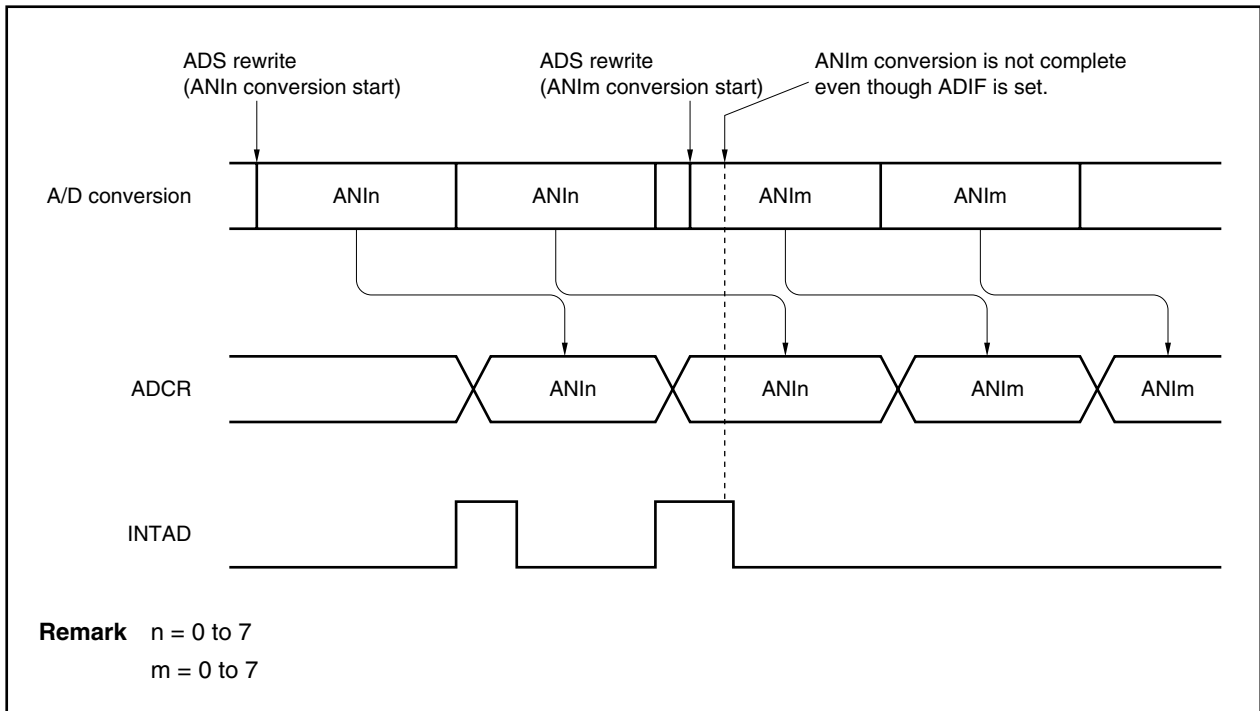 ADS rewrite
(ANIn conversion start)
ADS rewrite
(ANIm conversion start)
ANIm conversion is not complete
even though ADIF is set.
A/D conversion
ANIn
ANIn
ANIm
ANIm
ADCR
ANIn
ANIn
ANIm
ANIm
INTAD
Remark n = 0 to 7
m = 0 to 7